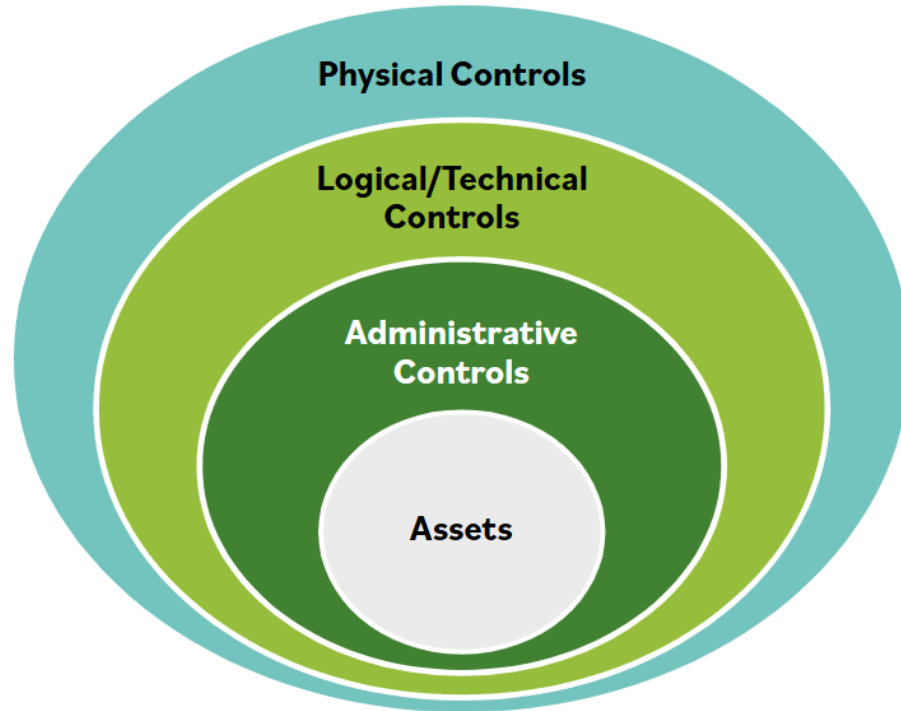 Physical Controls
Logical/Technical
Controls
Administrative
Controls
Assets